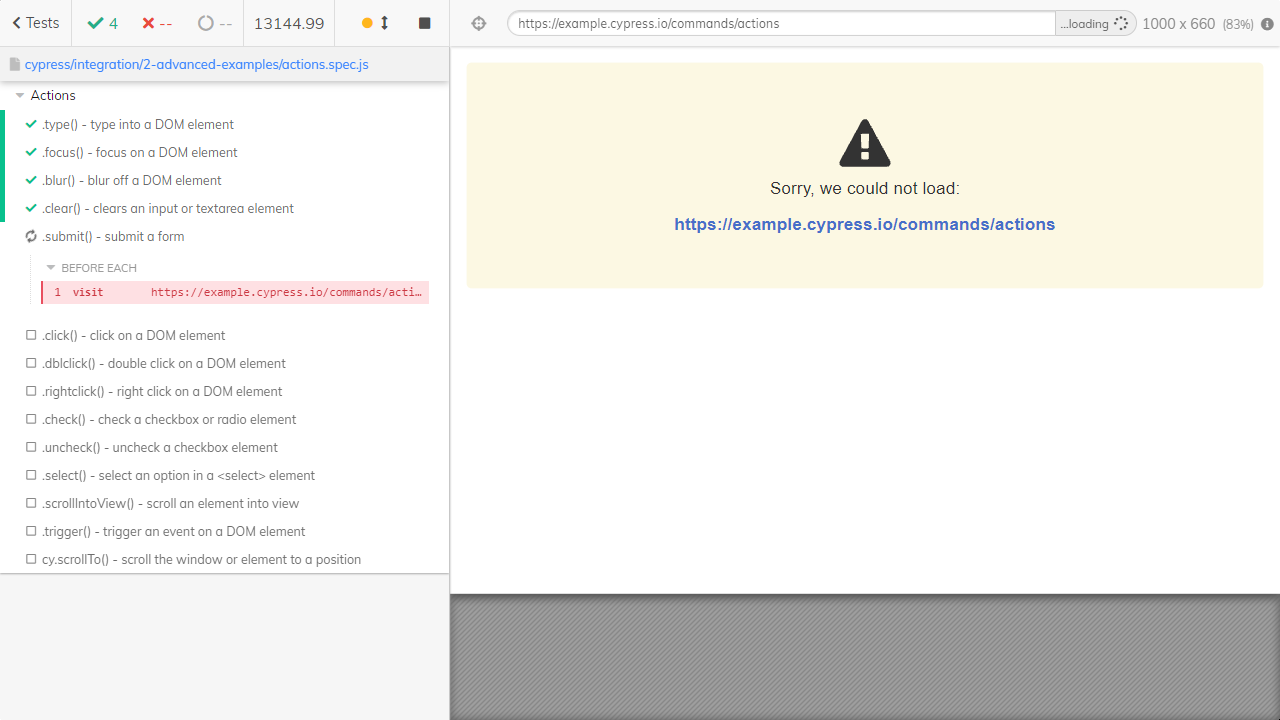 Tests 4 -- -- 13144.99 https://example.cypress.io/commands/actions ...loading 1000 x 660 (83%)
cypress/integration/2-advanced-examples/actions.spec.js
Actions
.type() - type into a DOM element
.focus() - focus on a DOM element
.blur() - blur off a DOM element
.clear() - clears an input or textarea element
.submit() - submit a form
BEFORE EACH
1 visit https://example.cypress.io/commands/acti…
.click() - click on a DOM element
.dblclick() - double click on a DOM element
.rightclick() - right click on a DOM element
.check() - check a checkbox or radio element
.uncheck() - uncheck a checkbox element
.select() - select an option in a <select> element
.scrollIntoView() - scroll an element into view
.trigger() - trigger an event on a DOM element
cy.scrollTo() - scroll the window or element to a position
Sorry, we could not load:
https://example.cypress.io/commands/actions